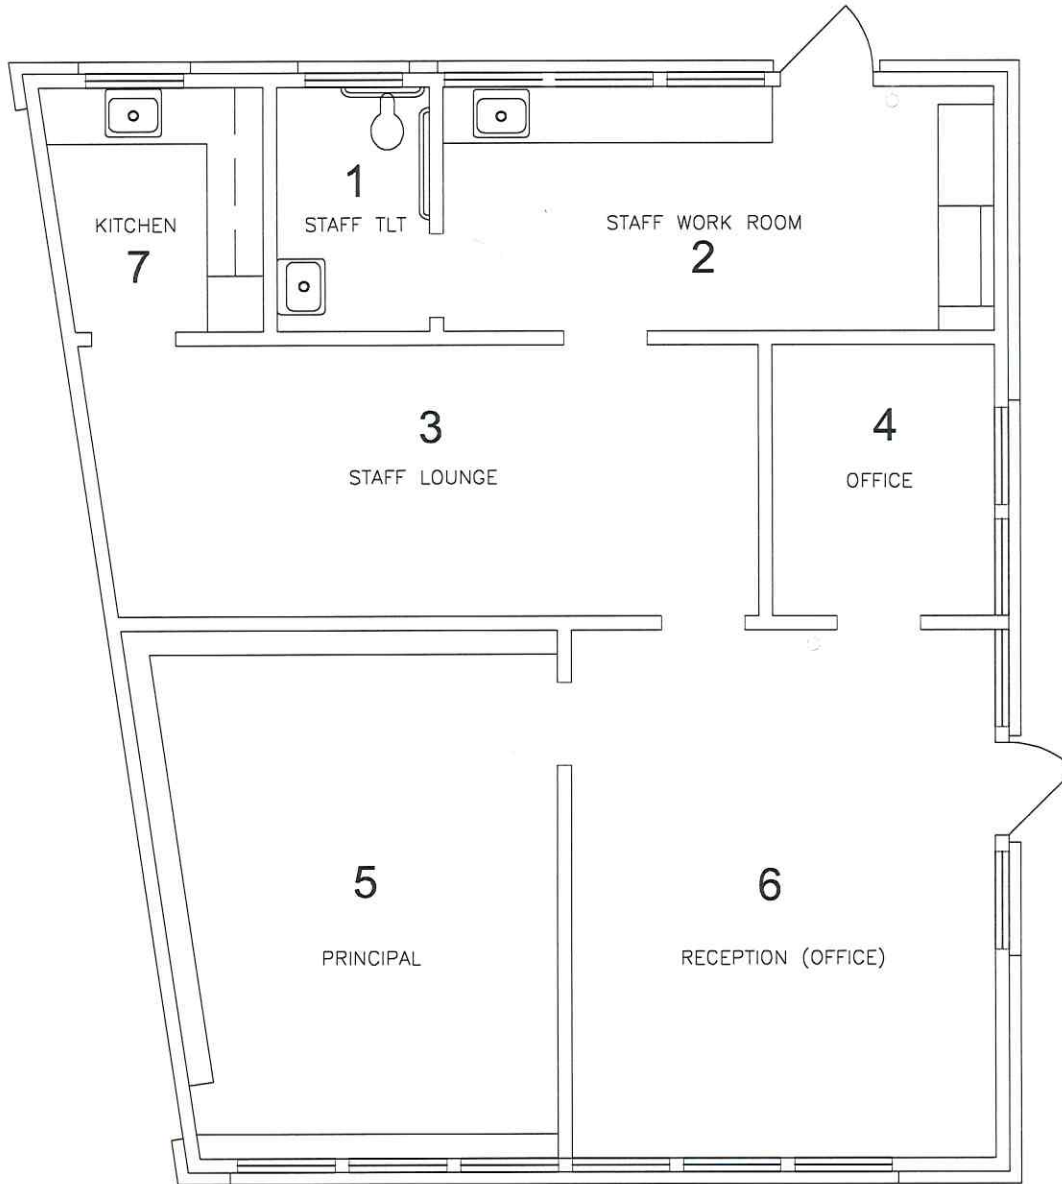 1
STAFF TLT
KITCHEN
7
STAFF WORK ROOM
2
3
STAFF LOUNGE
4
OFFICE
5
PRINCIPAL
6
RECEPTION (OFFICE)